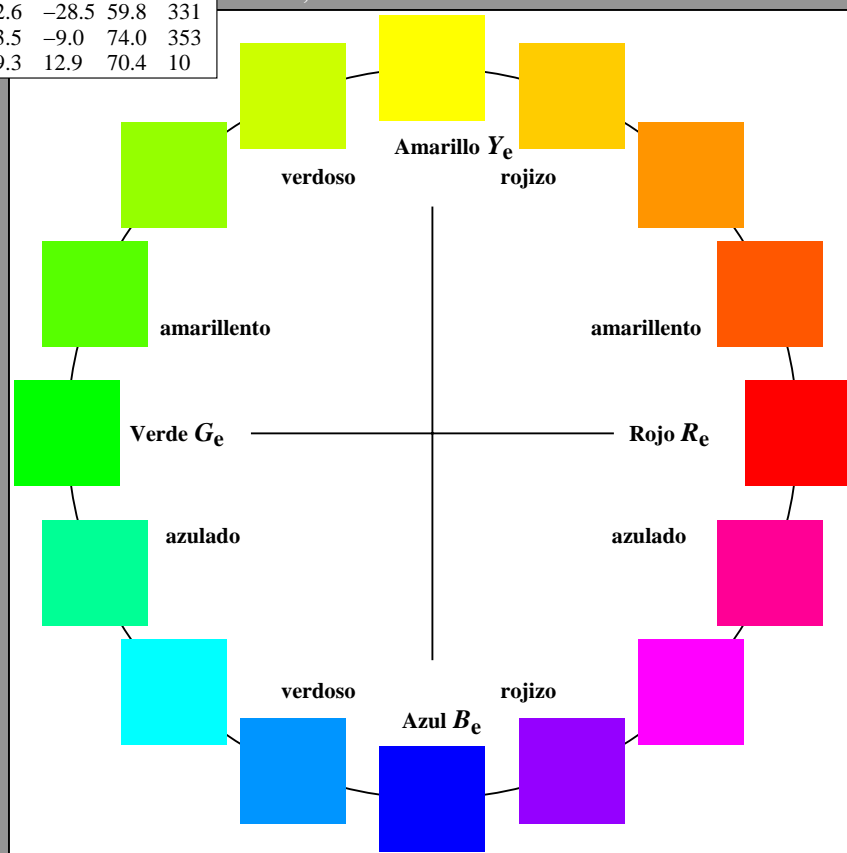 −28.5 59.8 331
−9.0 74.0 353
12.9 70.4 10
Amarillo Ye
verdoso rojizo
amarillento amarillento
Verde Ge Rojo Re
azulado azulado
verdoso rojizo
Azul Be